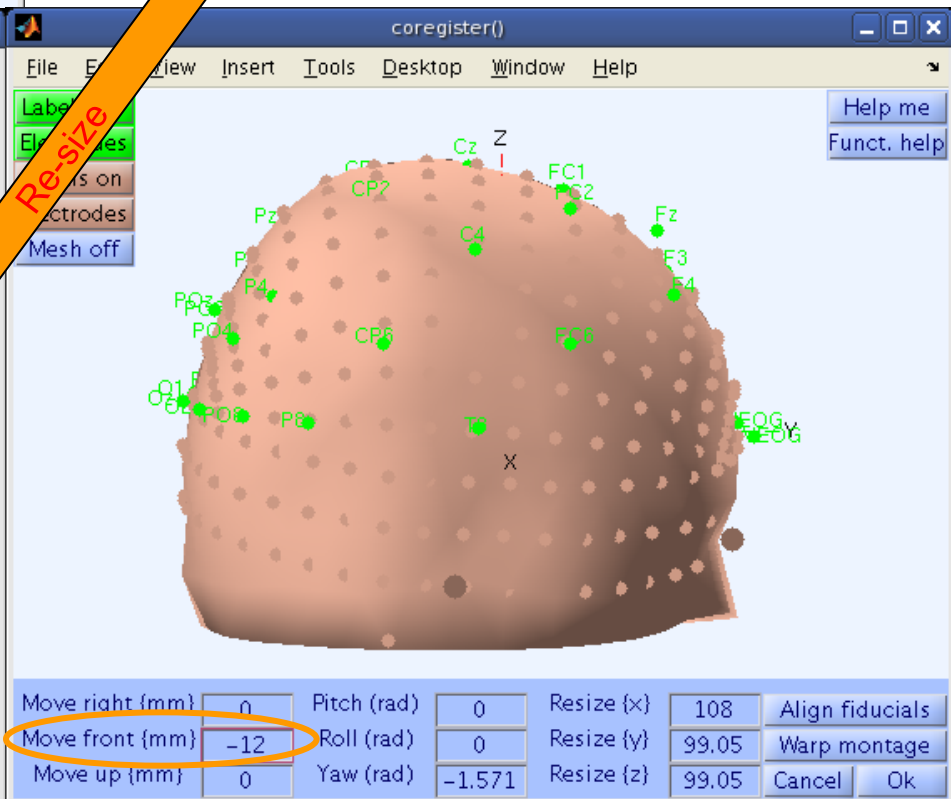 coregister()
File View Insert Tools Desktop Window Help
Re-size
Help me
Funct. help
Mesh off
Cz
Z
CP2
FC1
Pz
Fz
C4
F3
P4
F4
POz
PO4
CP6
FC6
O1
Oz
PO8
P8
Y
X
Move right {mm} 0 Pitch (rad) 0 Resize {x} 108 Align fiducials
Move front {mm} -12 Roll (rad) 0 Resize {y} 99.05 Warp montage
Move up {mm} 0 Yaw (rad) -1.571 Resize {z} 99.05 Cancel Ok